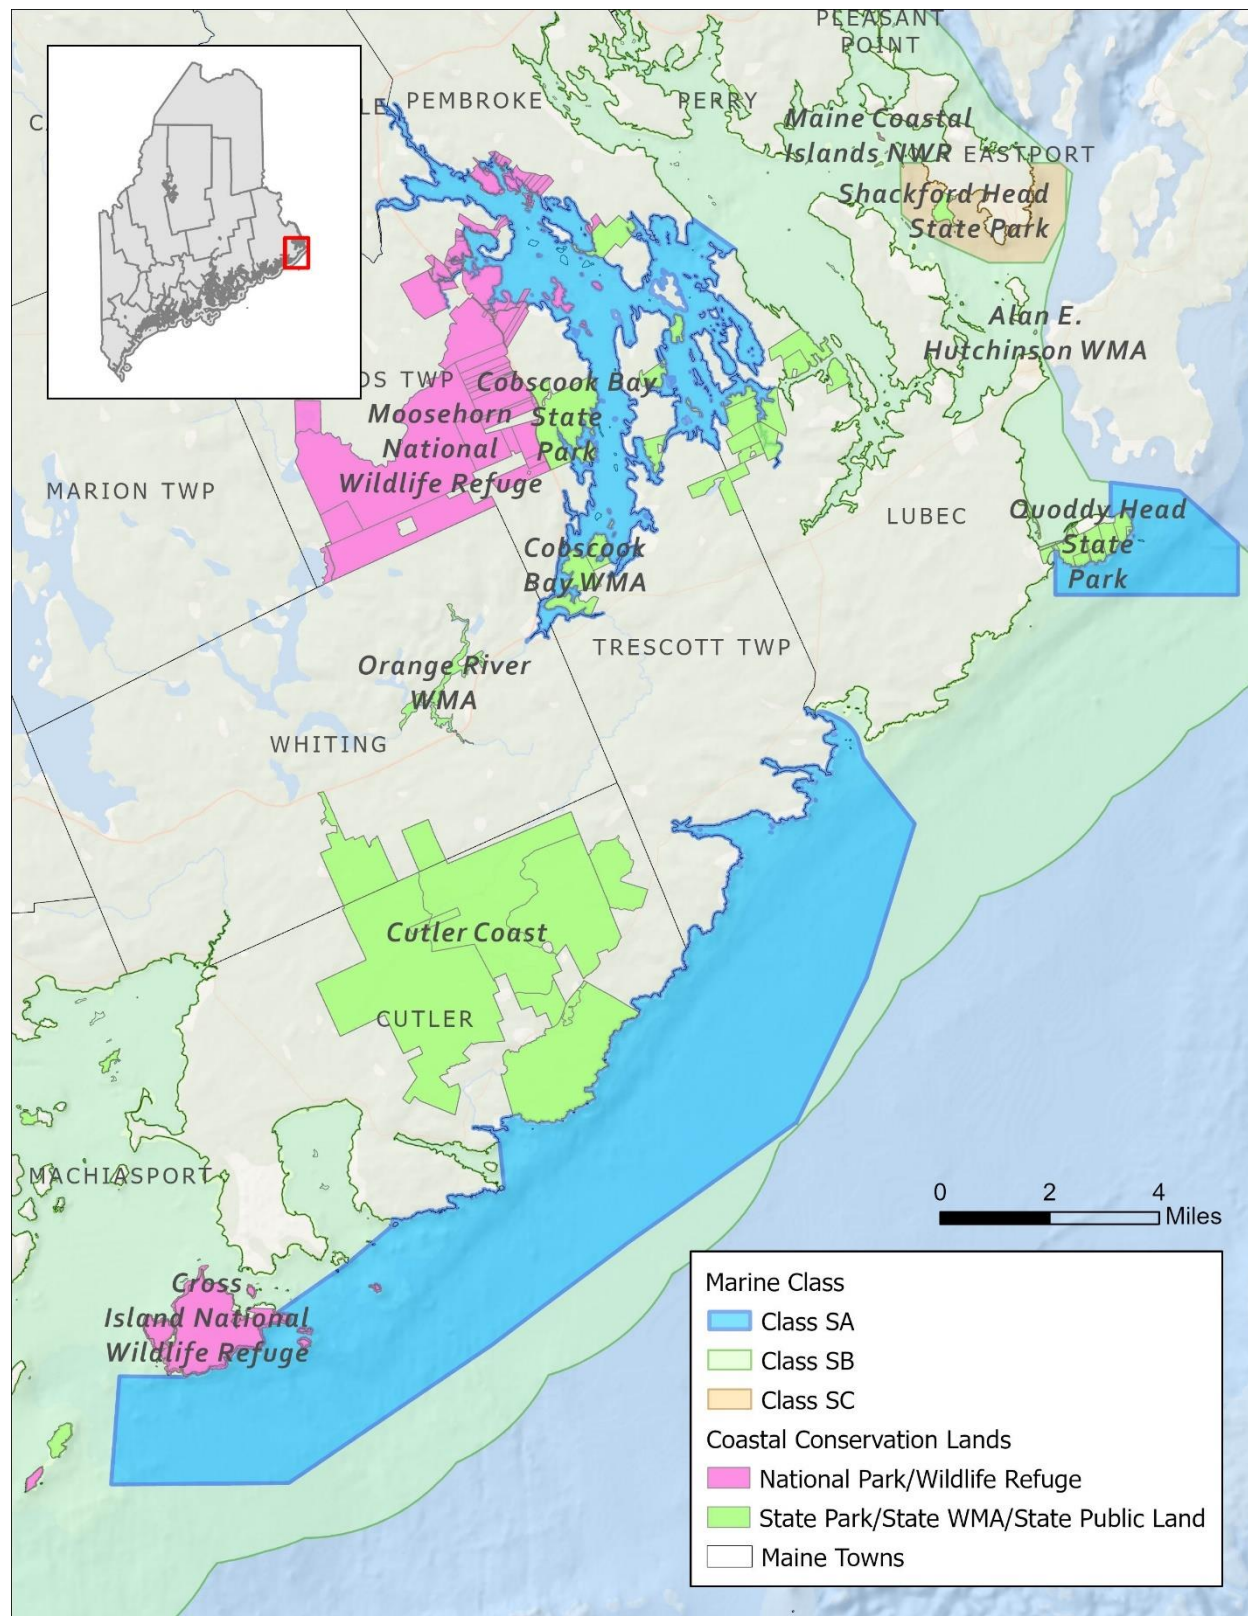 PLEASANT
POINT
PEMBROKE
PERRY
Maine Coastal
Islands NWR
EASTPORT
Shackford Head
State Park
Alan E.
Hutchinson WMA
OS TWP
Cobscook Bay
State
Park
Moosehorn
National
Wildlife Refuge
MARION TWP
LUBEC
Quoddy Head
State
Park
Cobscook
Bay WMA
TRESCOTT TWP
Orange River
WMA
WHITING
Cutler Coast
CUTLER
MACHIASPORT
0 2 4
Miles
Cross
Island National
Wildlife Refuge
Marine Class
Class SA
Class SB
Class SC
Coastal Conservation Lands
National Park/Wildlife Refuge
State Park/State WMA/State Public Land
Maine Towns